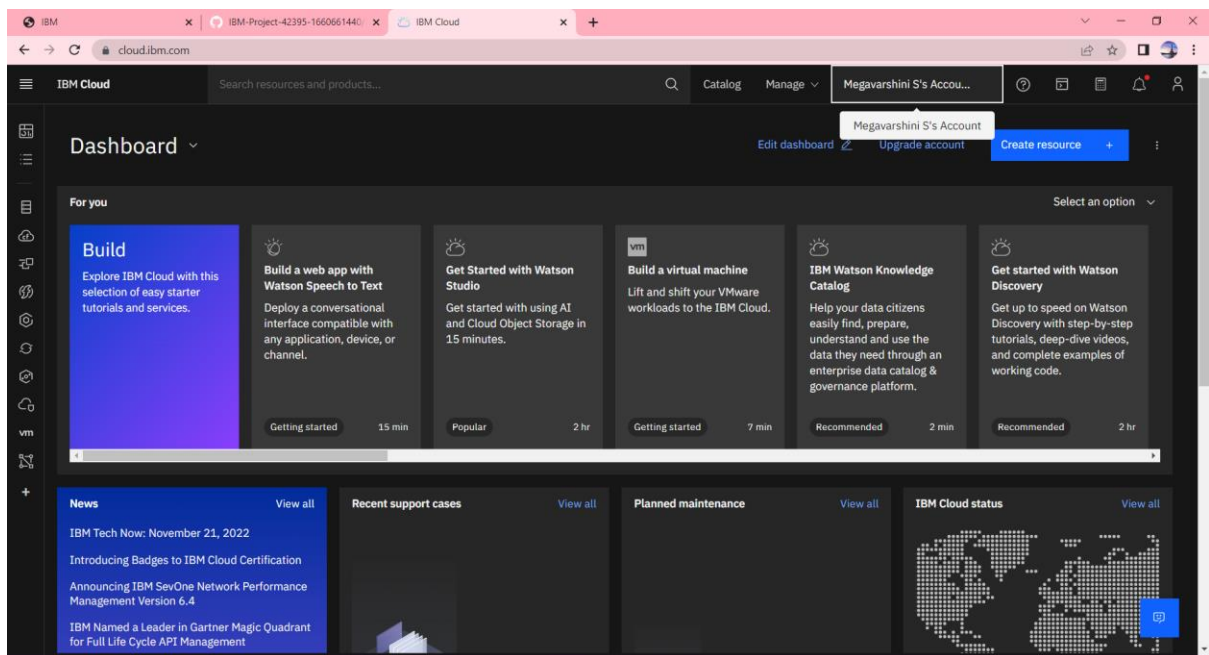 IBM
IBM-Project-42395-1660661440
IBM Cloud
cloud.ibm.com
IBM Cloud
Search resources and products...
Catalog
Manage
Megavarshini S's Accou...
Megavarshini S's Account
Dashboard
Edit dashboard
Upgrade account
Create resource +
For you
Select an option
Build
Explore IBM Cloud with this
selection of easy starter
tutorials and services.
Build a web app with
Watson Speech to Text
Deploy a conversational
interface compatible with
any application, device, or
channel.
Getting started 15 min
Get Started with Watson
Studio
Get started with using AI
and Cloud Object Storage in
15 minutes.
Popular 2 hr
vm
Build a virtual machine
Lift and shift your VMware
workloads to the IBM Cloud.
Getting started 7 min
IBM Watson Knowledge
Catalog
Help your data citizens
easily find, prepare,
understand and use the
data they need through an
enterprise data catalog &
governance platform.
Recommended 2 min
Get started with Watson
Discovery
Get up to speed on Watson
Discovery with step-by-step
tutorials, deep-dive videos,
and complete examples of
working code.
Recommended 2 hr
vm
News View all
IBM Tech Now: November 21, 2022
Introducing Badges to IBM Cloud Certification
Announcing IBM SevOne Network Performance
Management Version 6.4
IBM Named a Leader in Gartner Magic Quadrant
for Full Life Cycle API Management
Recent support cases View all
Planned maintenance View all
IBM Cloud status View all